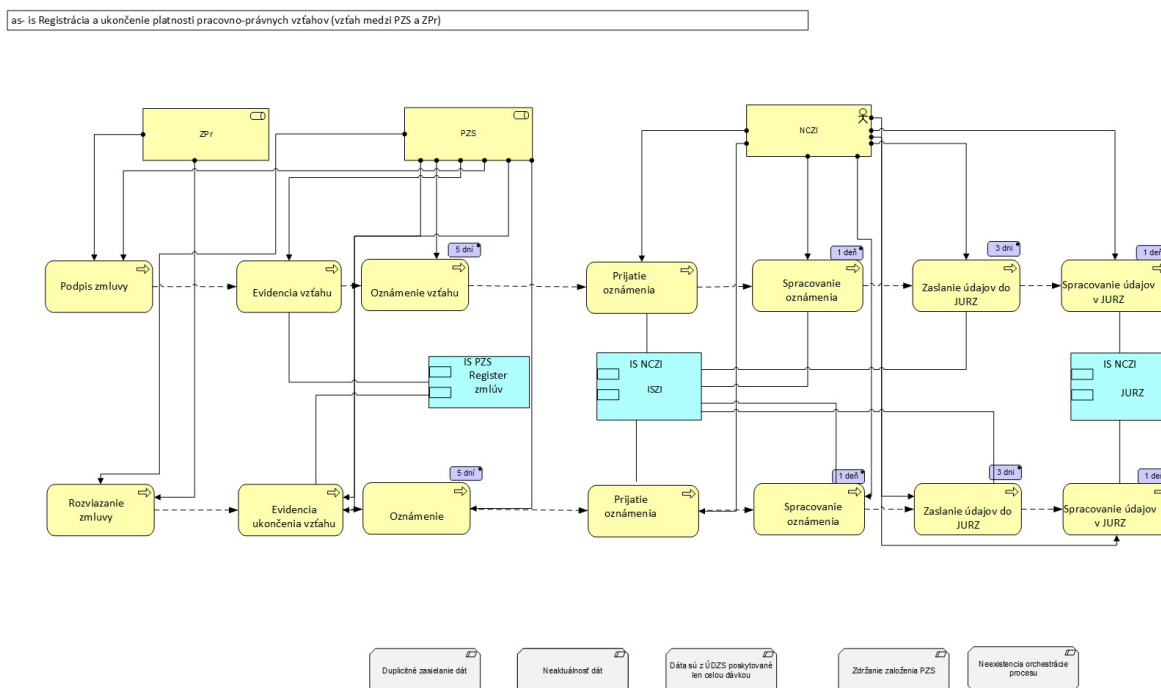 as- is Registrácia a ukončenie platnosti pracovno-právnych vzťahov (vzťah medzi PZS a ZPr)
ZPr
PZS
NCZI
5 dní
1 deň
3 dni
1 deň
Podpis zmluvy
Evidencia vzťahu
Oznámenie vzťahu
Prijatie
oznámenia
Spracovanie
oznámenia
Zaslanie údajov do
JURZ
Spracovanie údajov
v JURZ
IS PZS
Register
zmlúv
IS NCZI
ISZI
IS NCZI
JURZ
5 dní
1 deň
3 dni
1 deň
Rozviazanie
zmluvy
Evidencia
ukončenia vzťahu
Oznámenie
Prijatie
oznámenia
Spracovanie
oznámenia
Zaslanie údajov do
JURZ
Spracovanie údajov
v JURZ
Duplicitné zasielanie dát
Neaktuálnosť dát
Dáta sú z ÚDZS poskytované
len celou dávkou
Zdržanie založenia PZS
Neexistencia orchestrácie
procesu